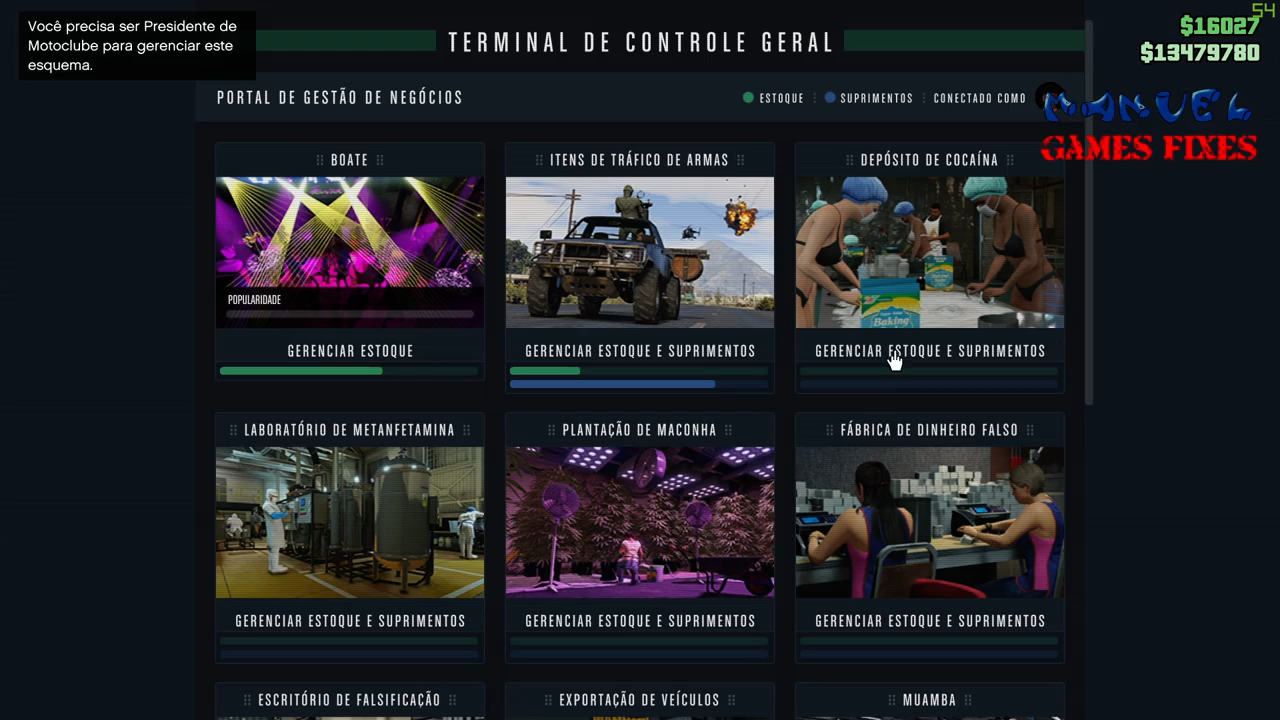 Você precisa ser Presidente de
Motoclube para gerenciar este
esquema.
54
$16027
$13479780
TERMINAL DE CONTROLE GERAL
PORTAL DE GESTÃO DE NEGÓCIOS
ESTOQUE
SUPRIMENTOS
CONECTADO COMO
MANUEL
GAMES FIXES
BOATE
ITENS DE TRÁFICO DE ARMAS
DEPÓSITO DE COCAÍNA
POPULARIDADE
Baking
GERENCIAR ESTOQUE
GERENCIAR ESTOQUE E SUPRIMENTOS
GERENCIAR ESTOQUE E SUPRIMENTOS
LABORATÓRIO DE METANFETAMINA
PLANTAÇÃO DE MACONHA
FÁBRICA DE DINHEIRO FALSO
GERENCIAR ESTOQUE E SUPRIMENTOS
GERENCIAR ESTOQUE E SUPRIMENTOS
GERENCIAR ESTOQUE E SUPRIMENTOS
ESCRITÓRIO DE FALSIFICAÇÃO
EXPORTAÇÃO DE VEÍCULOS
MUAMBA